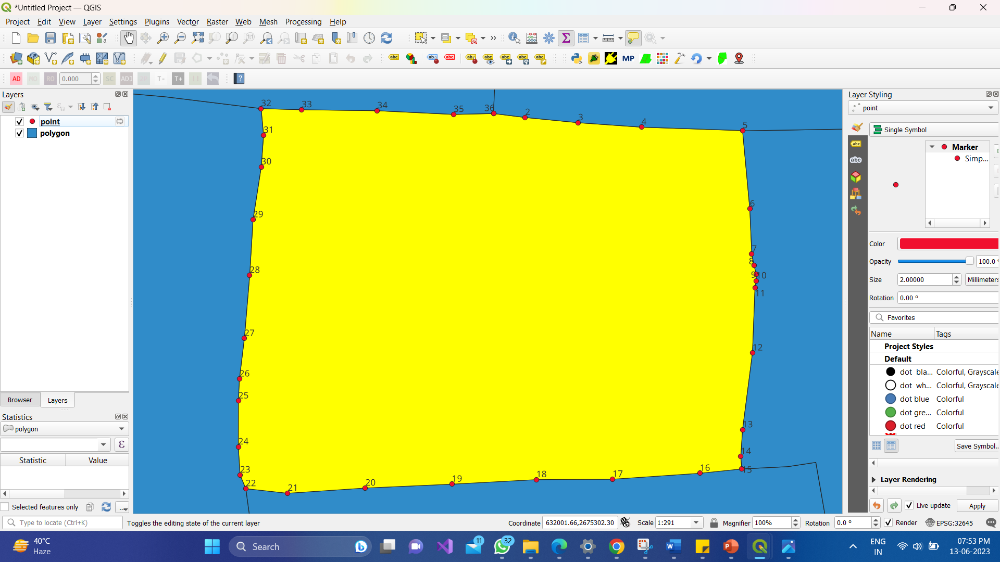 *Untitled Project — QGIS
Project Edit View Layer Settings Plugins Vector Raster Web Mesh Processing Help
abc abc
MP
AD MO RO 0.000 SC ADJ T- T+ ?
Layers
point
polygon
32 33 34 35 36 2 3 4 5
31
30
29
28
27
26
25
24
23
22 21 20 19 18 17 16 15
14
13
12
11
10
9
8
7
6
Browser Layers
Statistics
polygon
ε
Statistic Value
Selected features only
...
Layer Styling
point
Single Symbol
Marker
Simp...
abc
abc
Color
Opacity 100.0
Size 2.00000 Millimeters
Rotation 0.00 °
Favorites
Name Tags
Project Styles
Default
dot bla... Colorful, Grayscale
dot wh... Colorful, Grayscale
dot blue Colorful
dot gre... Colorful
dot red Colorful
Save Symbol..
Layer Rendering
Live update Apply
Type to locate (Ctrl+K) Toggles the editing state of the current layer Coordinate 632001.66,2675302.30 Scale 1:291 Magnifier 100% Rotation 0.0 ° Render EPSG:32645
40°C
Haze
Search
11
32
ENG
IN
07:53 PM
13-06-2023